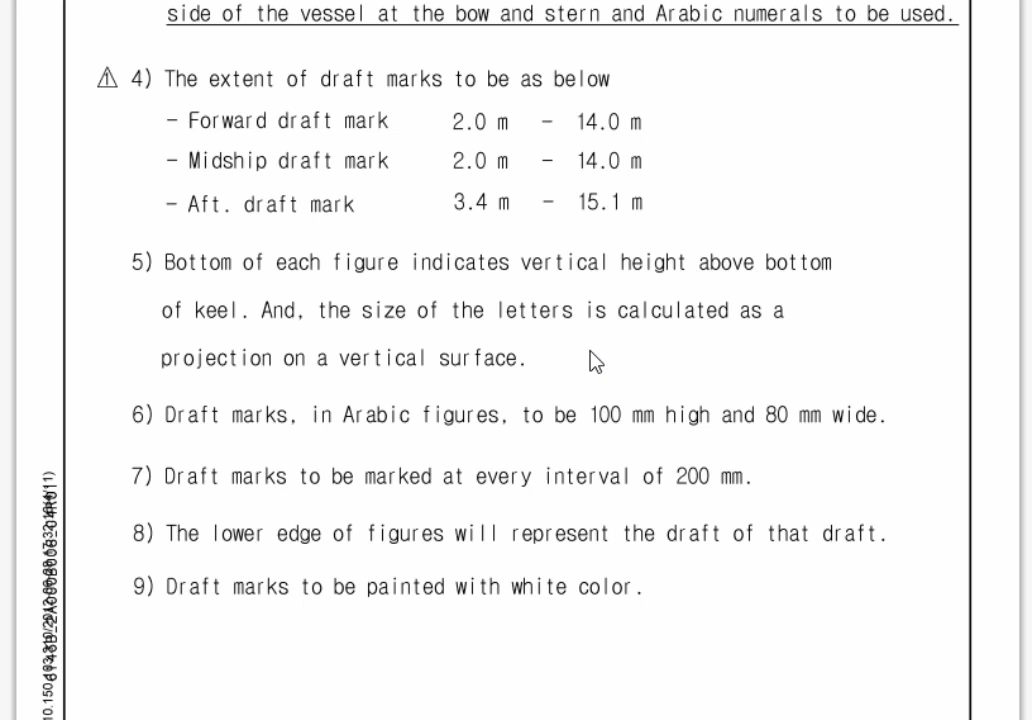 side of the vessel at the bow and stern and Arabic numerals to be used.
1 4) The extent of draft marks to be as below
- Forward draft mark 2.0 m - 14.0 m
- Midship draft mark 2.0 m - 14.0 m
- Aft. draft mark 3.4 m - 15.1 m
5) Bottom of each figure indicates vertical height above bottom
of keel. And, the size of the letters is calculated as a
projection on a vertical surface.
6) Draft marks, in Arabic figures, to be 100 mm high and 80 mm wide.
7) Draft marks to be marked at every interval of 200 mm.
8) The lower edge of figures will represent the draft of that draft.
9) Draft marks to be painted with white color.